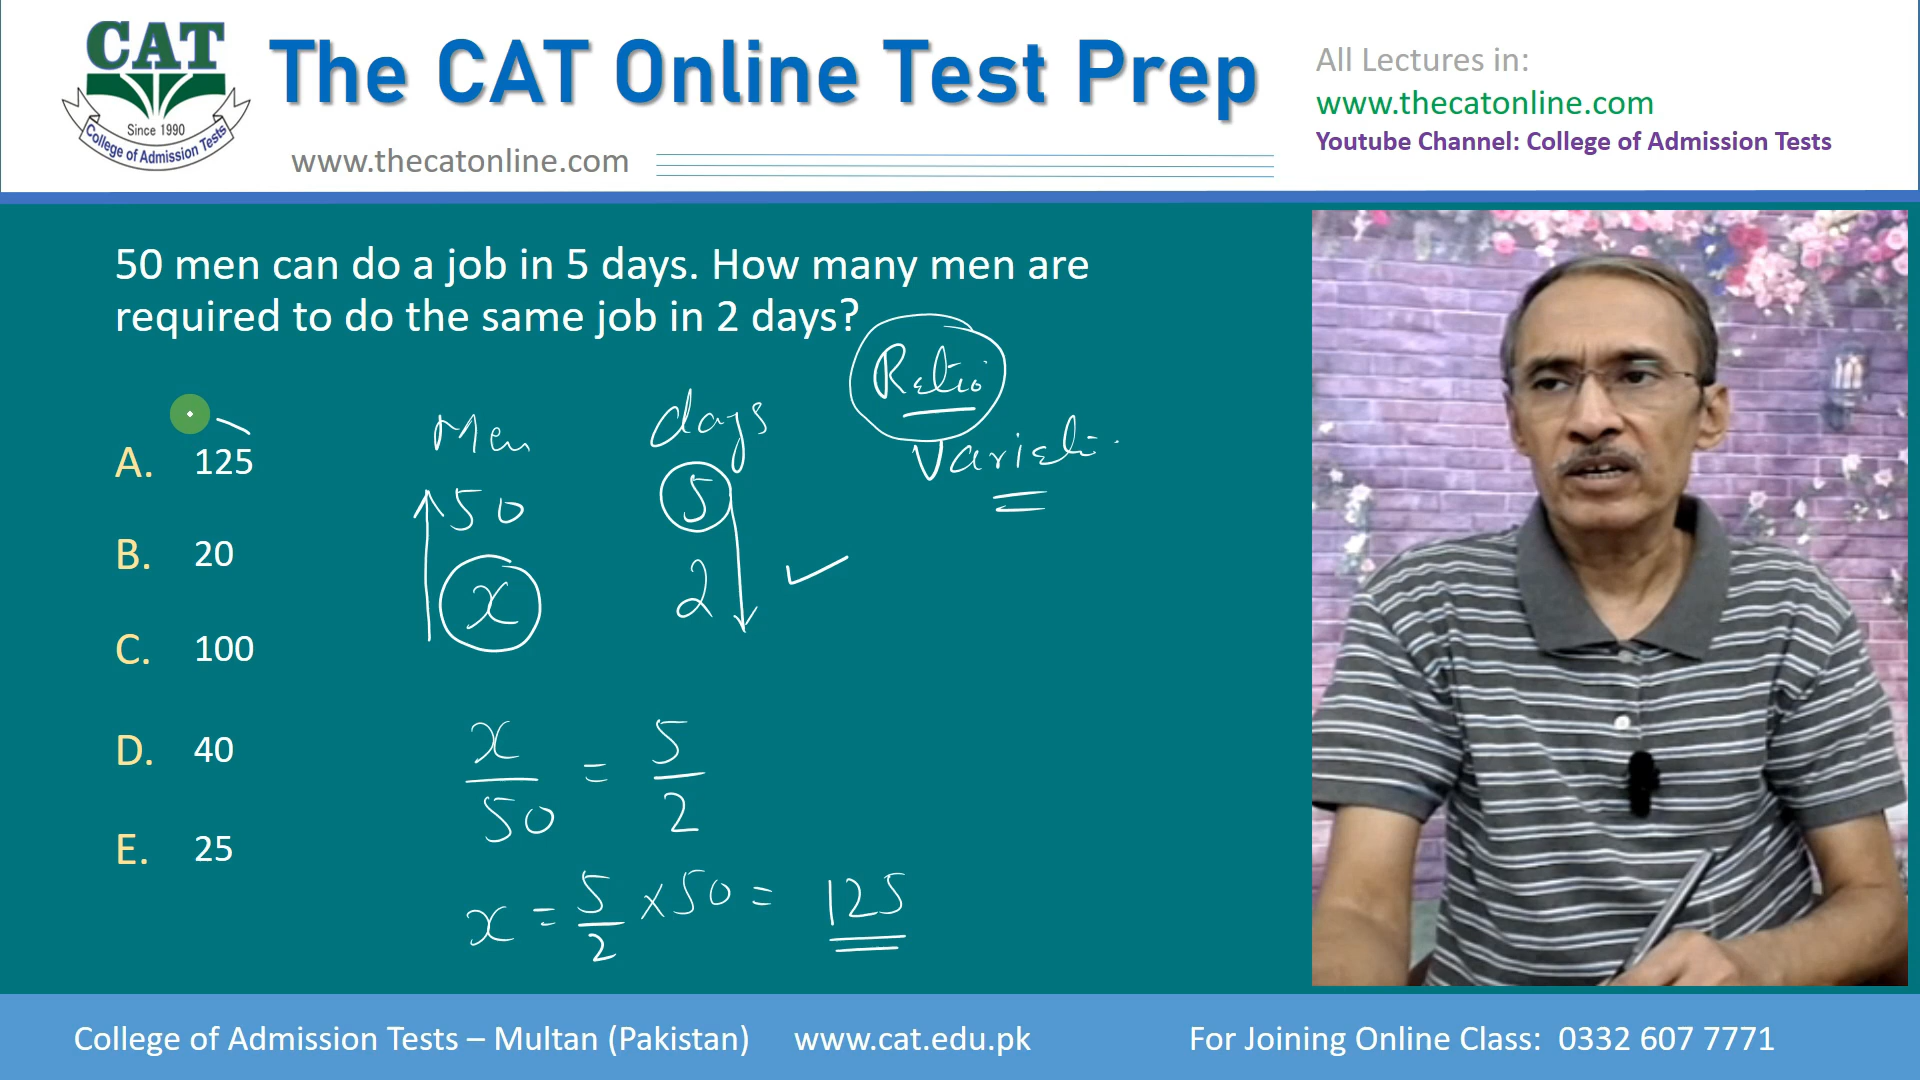 CAT
Since 1990
College of Admission Tests
The CAT Online Test Prep
www.thecatonline.com
All Lectures in:
www.thecatonline.com
Youtube Channel: College of Admission Tests
50 men can do a job in 5 days. How many men are
required to do the same job in 2 days?
A. 125
B. 20
C. 100
D. 40
E. 25
Men days
50 5
x 2
Ratio
Variati
x/50 = 5/2
x = 5/2 × 50 = 125
College of Admission Tests – Multan (Pakistan) www.cat.edu.pk For Joining Online Class: 0332 607 7771